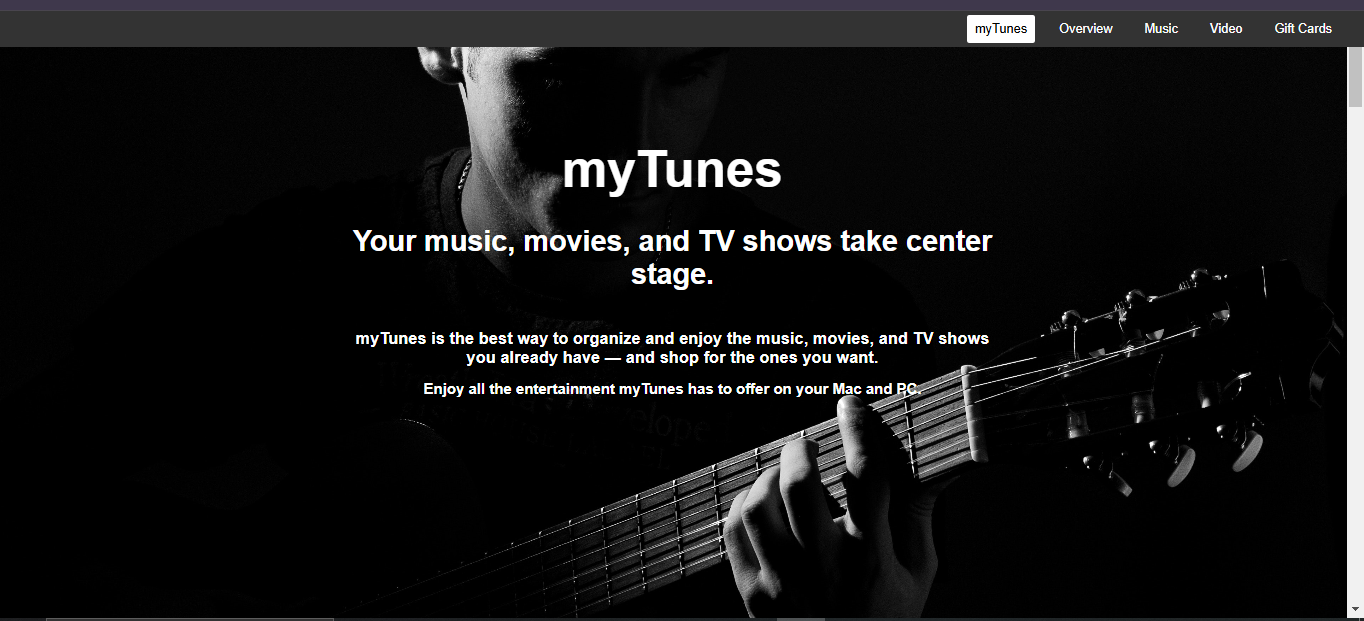 myTunes Overview Music Video Gift Cards
myTunes
Your music, movies, and TV shows take center
stage.
myTunes is the best way to organize and enjoy the music, movies, and TV shows
you already have — and shop for the ones you want.
Enjoy all the entertainment myTunes has to offer on your Mac and PC.